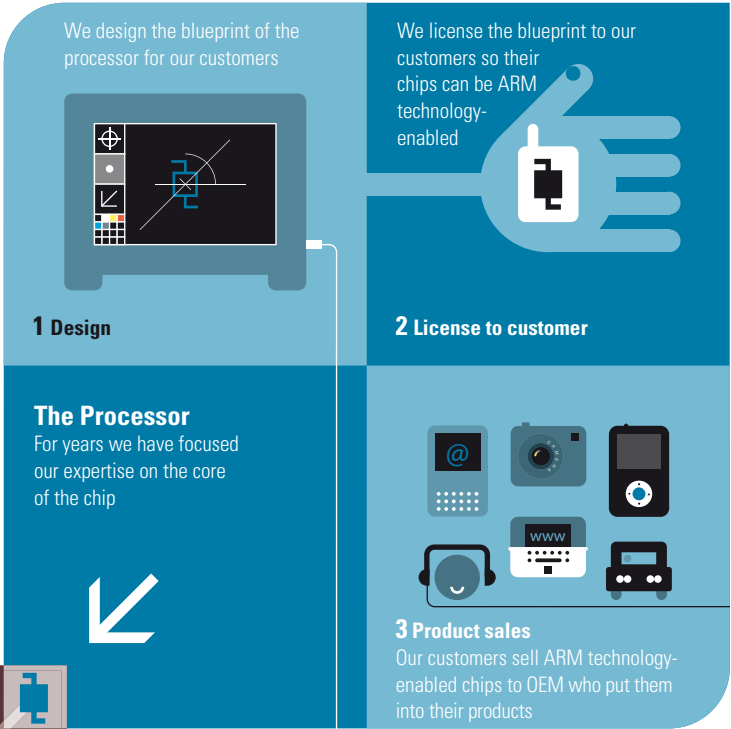 We design the blueprint of the
processor for our customers
1 Design
We license the blueprint to our
customers so their
chips can be ARM
technology-
enabled
2 License to customer
The Processor
For years we have focused
our expertise on the core
of the chip
@
CAMERA
www
3 Product sales
Our customers sell ARM technology-
enabled chips to OEM who put them
into their products